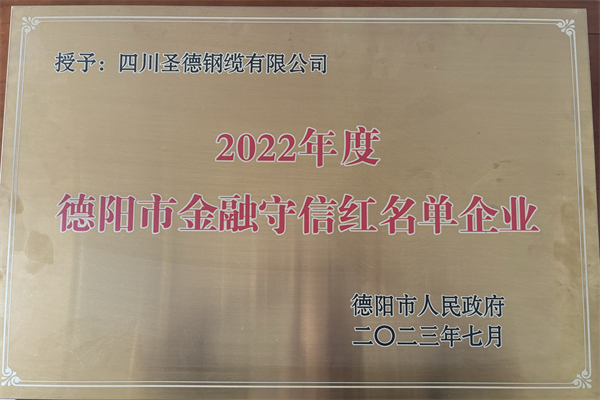 授予：四川圣德钢缆有限公司
2022年度
德阳市金融守信红名单企业
德阳市人民政府
二〇二三年七月